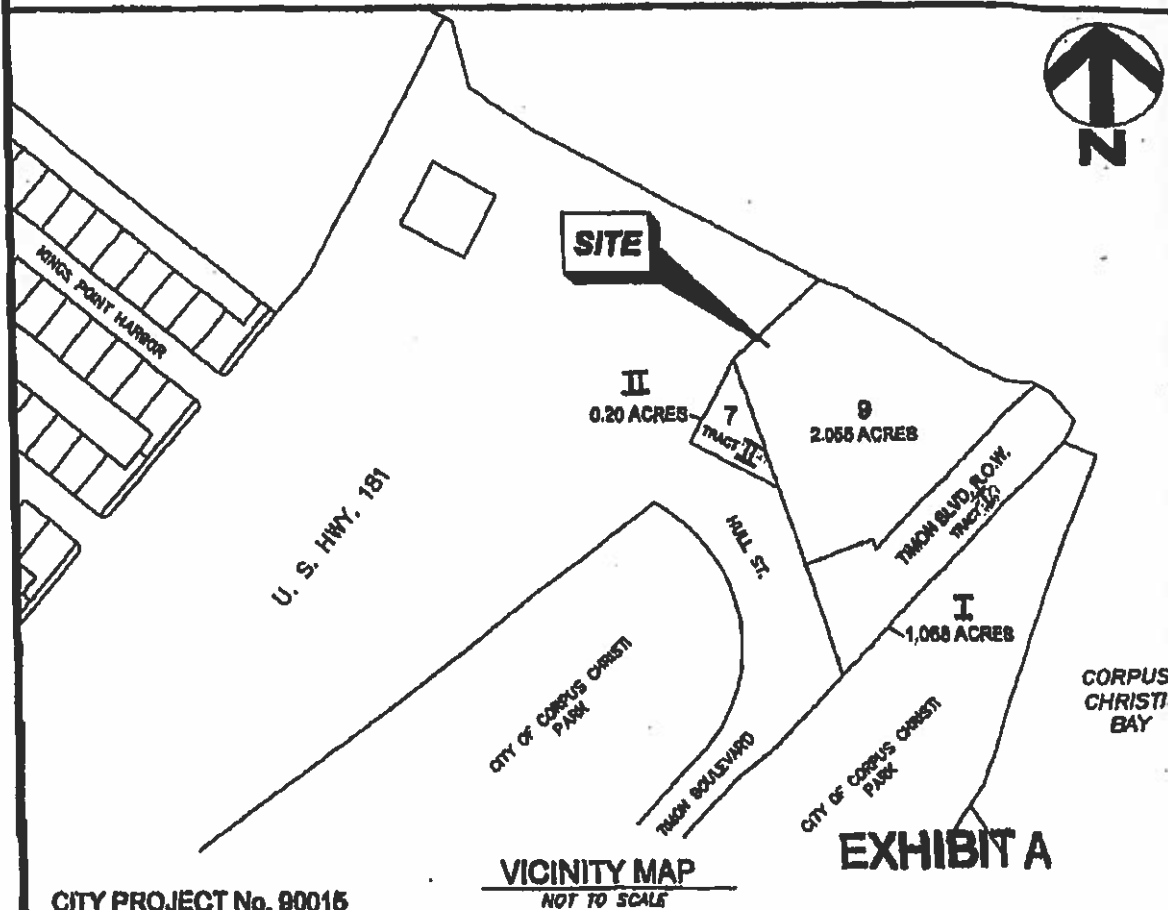 N
KINGS POINT HARBOR
SITE
II
0.20 ACRES
7
TRACT II
9
2.055 ACRES
U. S. HWY. 181
HULL ST.
TIMON BLVD. R.O.W.
TRACT
I
1,068 ACRES
CITY OF CORPUS CHRISTI
PARK
CORPUS
CHRISTI
BAY
TIMON BOULEVARD
CITY OF CORPUS CHRISTI
PARK
EXHIBIT A
VICINITY MAP
NOT TO SCALE
CITY PROJECT No. 90015